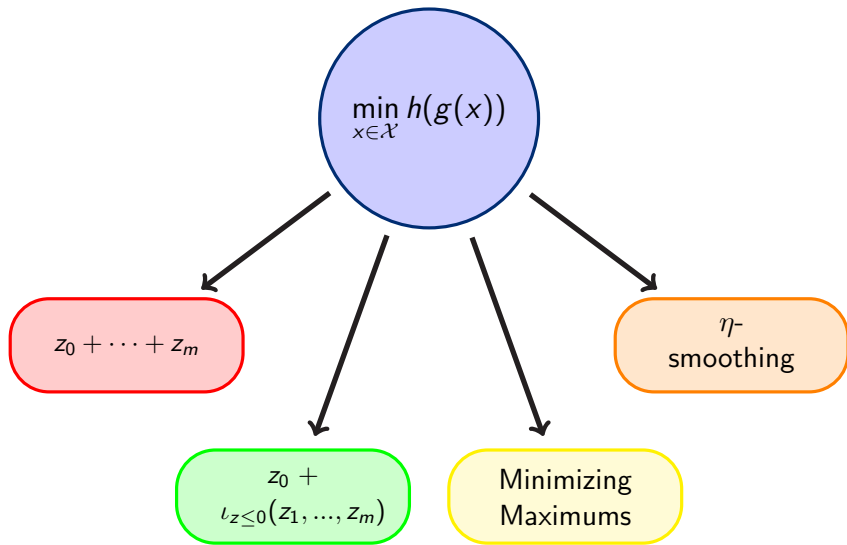 min h(g(x))
x∈𝒳
z₀ + ⋯ + zₘ
η-
smoothing
z₀ +
ι_{z≤0}(z₁, ..., zₘ)
Minimizing
Maximums